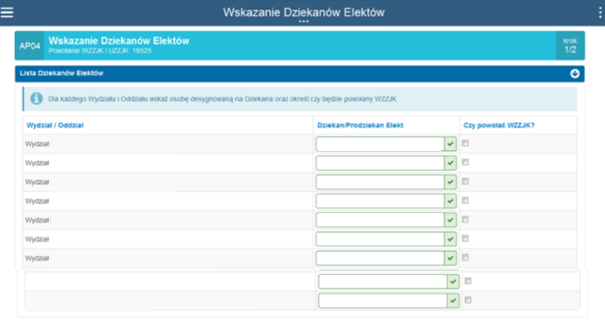 Wskazanie Dziekanów Elektów
AP04
Wskazanie Dziekanów Elektów
Powołanie WZZJK i UZZJK: 19525
krok
1/2
Lista Dziekanów Elektów
Dla każdego Wydziału i Oddziału wskaż osobę desygnowaną na Dziekana oraz określ czy będzie powołany WZZJK
Wydział / Oddział Dziekan/Prodziekan Elekt Czy powołać WZZJK?
Wydział
Wydział
Wydział
Wydział
Wydział
Wydział
Wydział